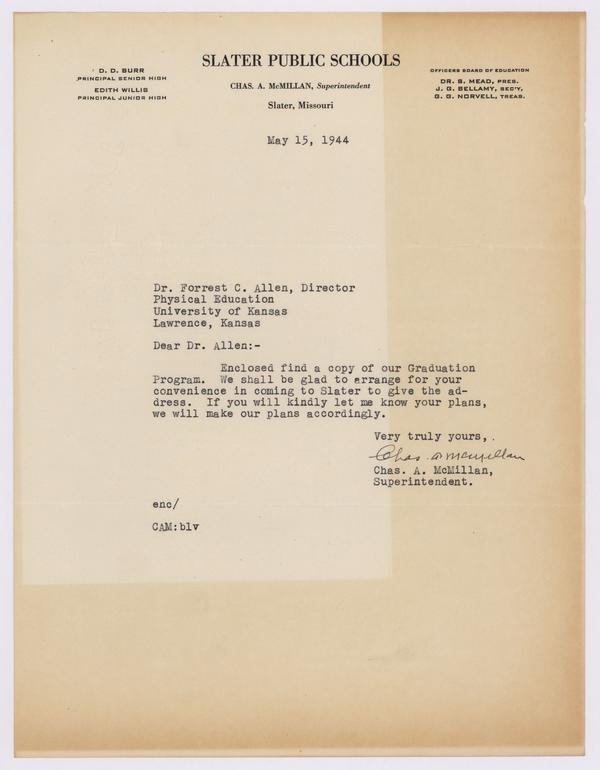 SLATER PUBLIC SCHOOLS
D. D. BURR
PRINCIPAL SENIOR HIGH
EDITH WILLIS
PRINCIPAL JUNIOR HIGH
CHAS. A. McMILLAN, Superintendent
Slater, Missouri
OFFICERS BOARD OF EDUCATION
DR. S. MEAD, PRES.
J. G. BELLAMY, SEC'Y,
G. G. NORVELL, TREAS.
May 15, 1944
Dr. Forrest C. Allen, Director
Physical Education
University of Kansas
Lawrence, Kansas
Dear Dr. Allen:-
Enclosed find a copy of our Graduation
Program. We shall be glad to arrange for your
convenience in coming to Slater to give the ad-
dress. If you will kindly let me know your plans,
we will make our plans accordingly.
Very truly yours,.
Chas. A. McMillan
Chas. A. McMillan,
Superintendent.
enc/
CAM:blv